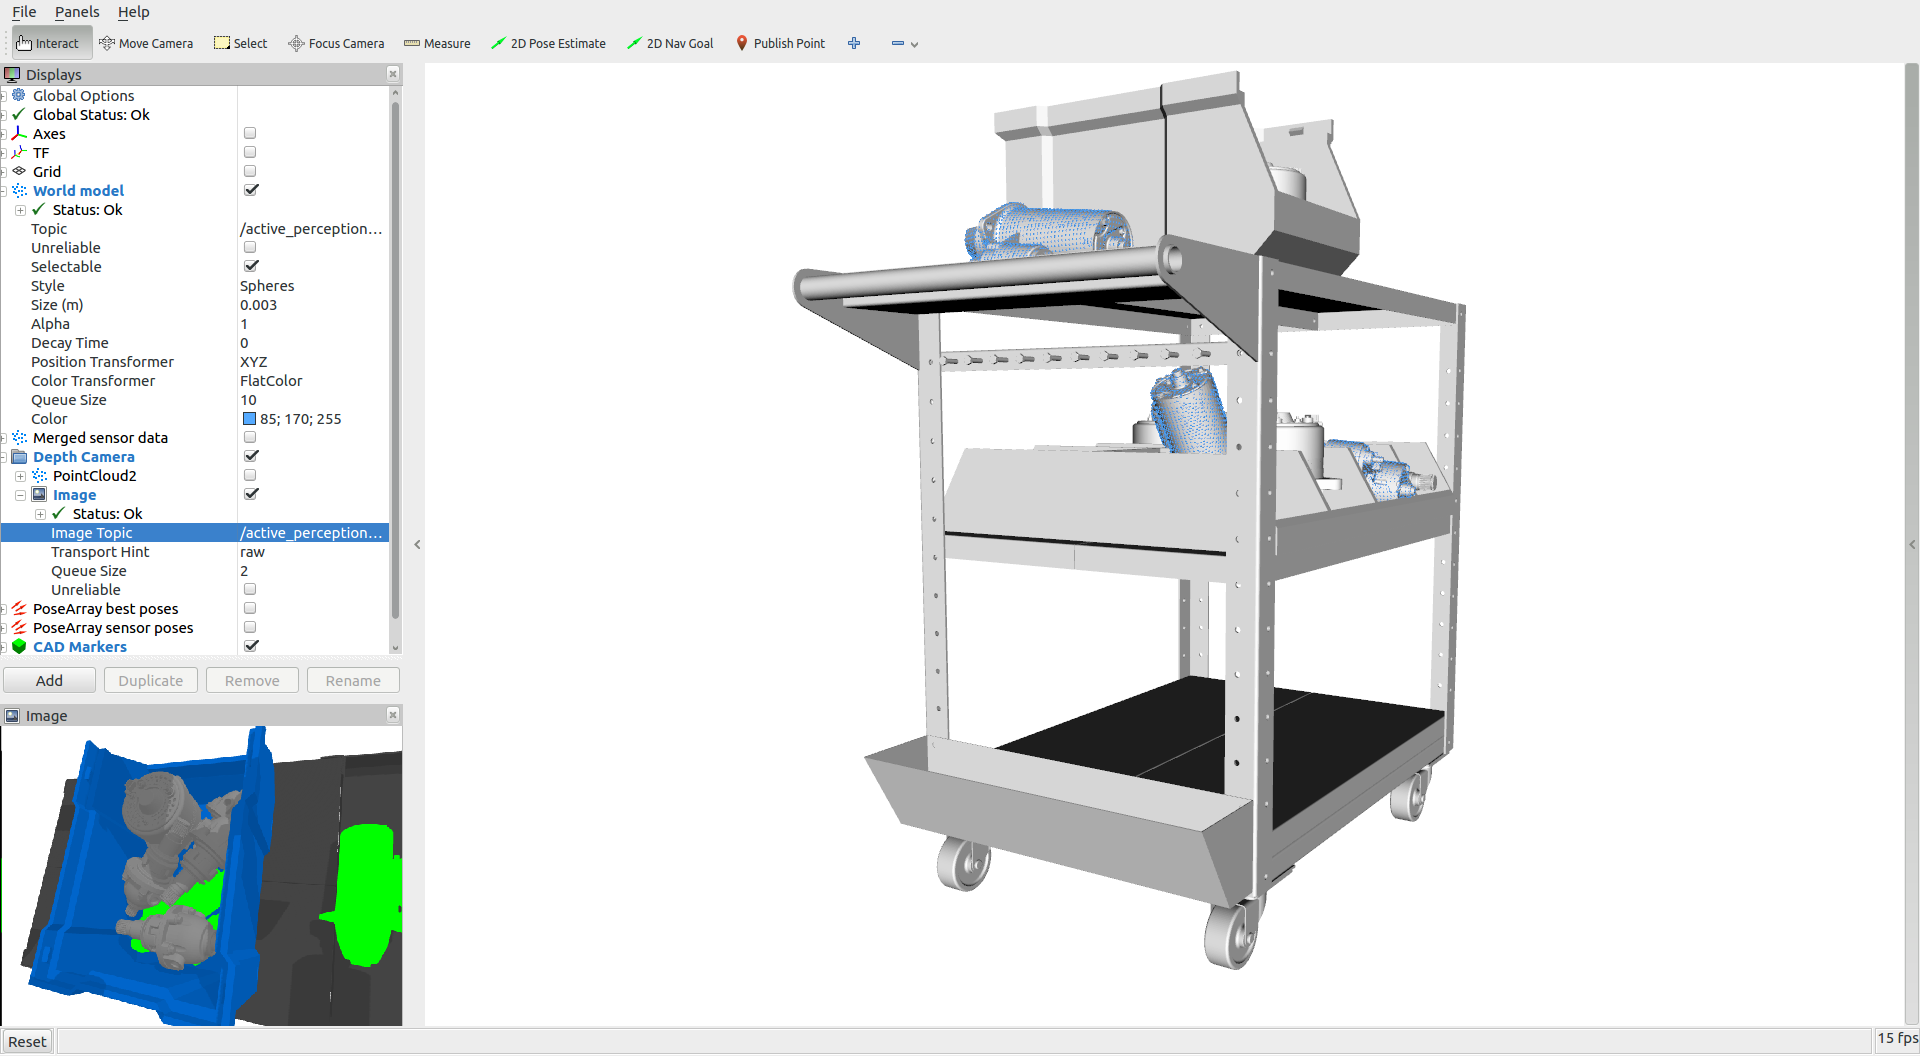 File Panels Help
Interact Move Camera Select Focus Camera Measure 2D Pose Estimate 2D Nav Goal Publish Point
Displays
Global Options
Global Status: Ok
Axes
TF
Grid
World model
Status: Ok
Topic /active_perception...
Unreliable
Selectable
Style Spheres
Size (m) 0.003
Alpha 1
Decay Time 0
Position Transformer XYZ
Color Transformer FlatColor
Queue Size 10
Color 85; 170; 255
Merged sensor data
Depth Camera
PointCloud2
Image
Status: Ok
Image Topic /active_perception...
Transport Hint raw
Queue Size 2
Unreliable
PoseArray best poses
PoseArray sensor poses
CAD Markers
Add Duplicate Remove Rename
Image
Reset
15 fps